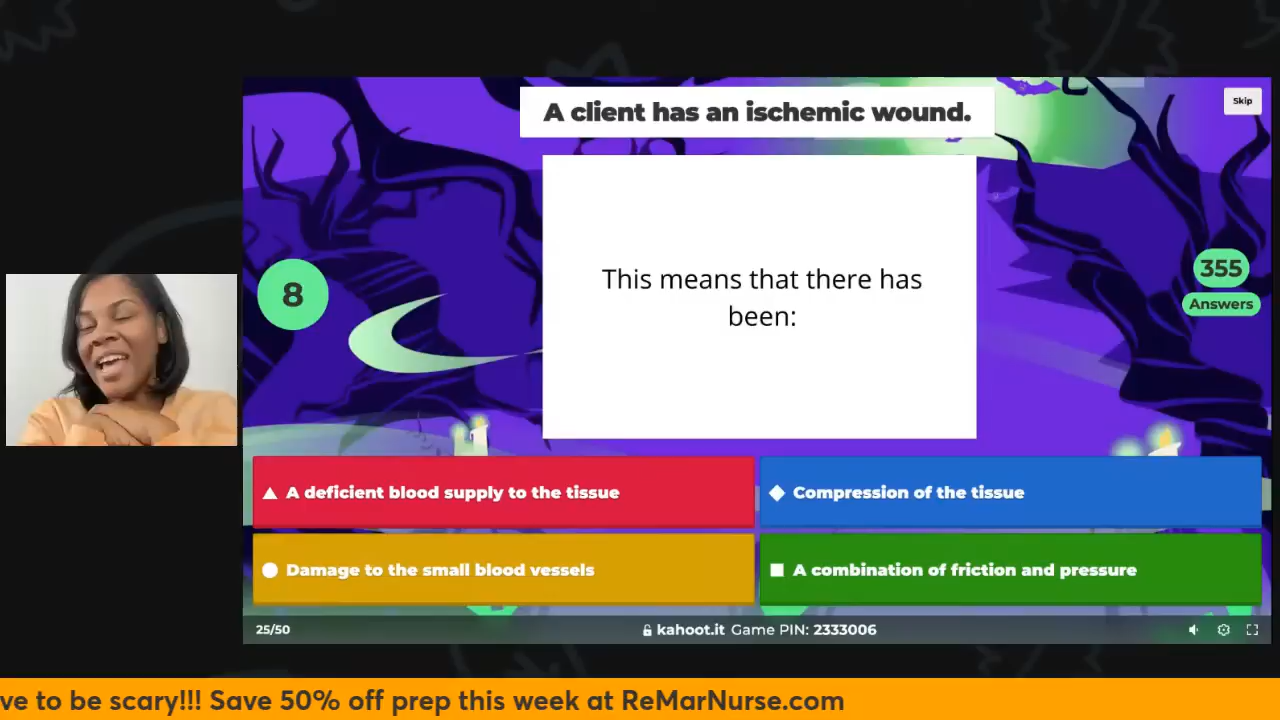 A client has an ischemic wound.
Skip
This means that there has
been:
8
355
Answers
A deficient blood supply to the tissue
Compression of the tissue
Damage to the small blood vessels
A combination of friction and pressure
25/50
kahoot.it Game PIN: 2333006
ve to be scary!!! Save 50% off prep this week at ReMarNurse.com